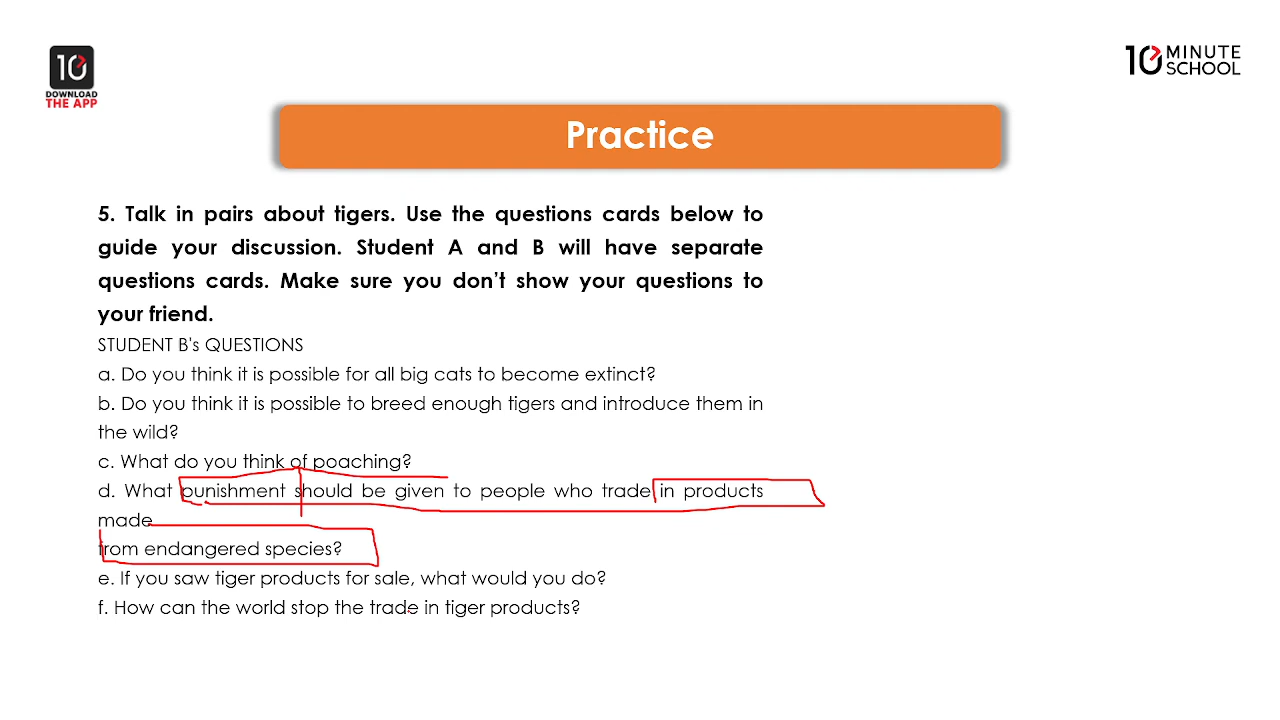 10
DOWNLOAD
THE APP
10 MINUTE
SCHOOL
Practice
5. Talk in pairs about tigers. Use the questions cards below to
guide your discussion. Student A and B will have separate
questions cards. Make sure you don't show your questions to
your friend.
STUDENT B's QUESTIONS
a. Do you think it is possible for all big cats to become extinct?
b. Do you think it is possible to breed enough tigers and introduce them in
the wild?
c. What do you think of poaching?
d. What punishment should be given to people who trade in products
made
from endangered species?
e. If you saw tiger products for sale, what would you do?
f. How can the world stop the trade in tiger products?